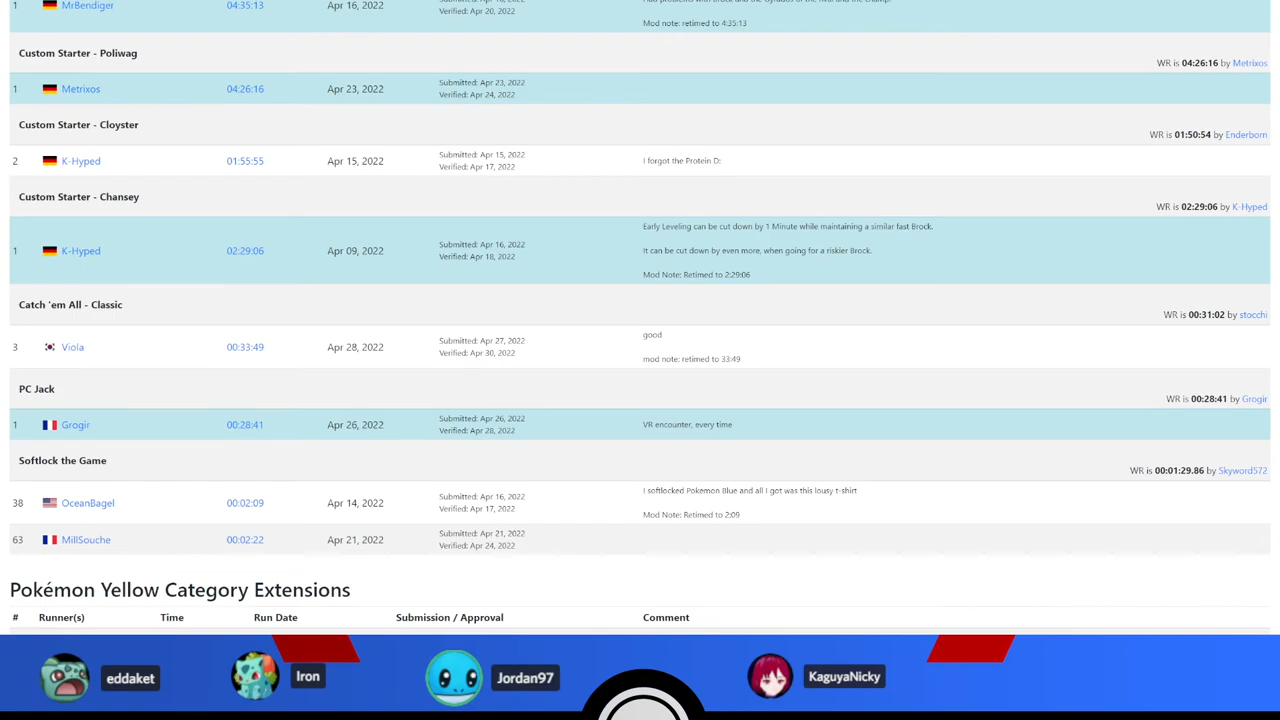 1 MrBendiger 04:35:13 Apr 16, 2022
Verified: Apr 20, 2022
Mod note: retimed to 4:35:13
Custom Starter - Poliwag
WR is 04:26:16 by Metrixos
1 Metrixos 04:26:16 Apr 23, 2022 Submitted: Apr 23, 2022
Verified: Apr 24, 2022
Custom Starter - Cloyster
WR is 01:50:54 by Enderborn
2 K-Hyped 01:55:55 Apr 15, 2022 Submitted: Apr 15, 2022 I forgot the Protein D:
Verified: Apr 17, 2022
Custom Starter - Chansey
WR is 02:29:06 by K-Hyped
Early Leveling can be cut down by 1 Minute while maintaining a similar fast Brock.
1 K-Hyped 02:29:06 Apr 09, 2022 Submitted: Apr 16, 2022 It can be cut down by even more, when going for a riskier Brock.
Verified: Apr 18, 2022
Mod Note: Retimed to 2:29:06
Catch 'em All - Classic
WR is 00:31:02 by stocchi
good
3 Viola 00:33:49 Apr 28, 2022 Submitted: Apr 27, 2022
Verified: Apr 30, 2022
mod note: retimed to 33:49
PC Jack
WR is 00:28:41 by Grogir
1 Grogir 00:28:41 Apr 26, 2022 Submitted: Apr 26, 2022 VR encounter, every time
Verified: Apr 28, 2022
Softlock the Game
WR is 00:01:29.86 by Skyword572
I softlocked Pokemon Blue and all I got was this lousy t-shirt
38 OceanBagel 00:02:09 Apr 14, 2022 Submitted: Apr 16, 2022
Verified: Apr 17, 2022
Mod Note: Retimed to 2:09
63 MillSouche 00:02:22 Apr 21, 2022 Submitted: Apr 21, 2022
Verified: Apr 24, 2022
Pokémon Yellow Category Extensions
# Runner(s) Time Run Date Submission / Approval Comment
eddaket Iron Jordan97 KaguyaNicky